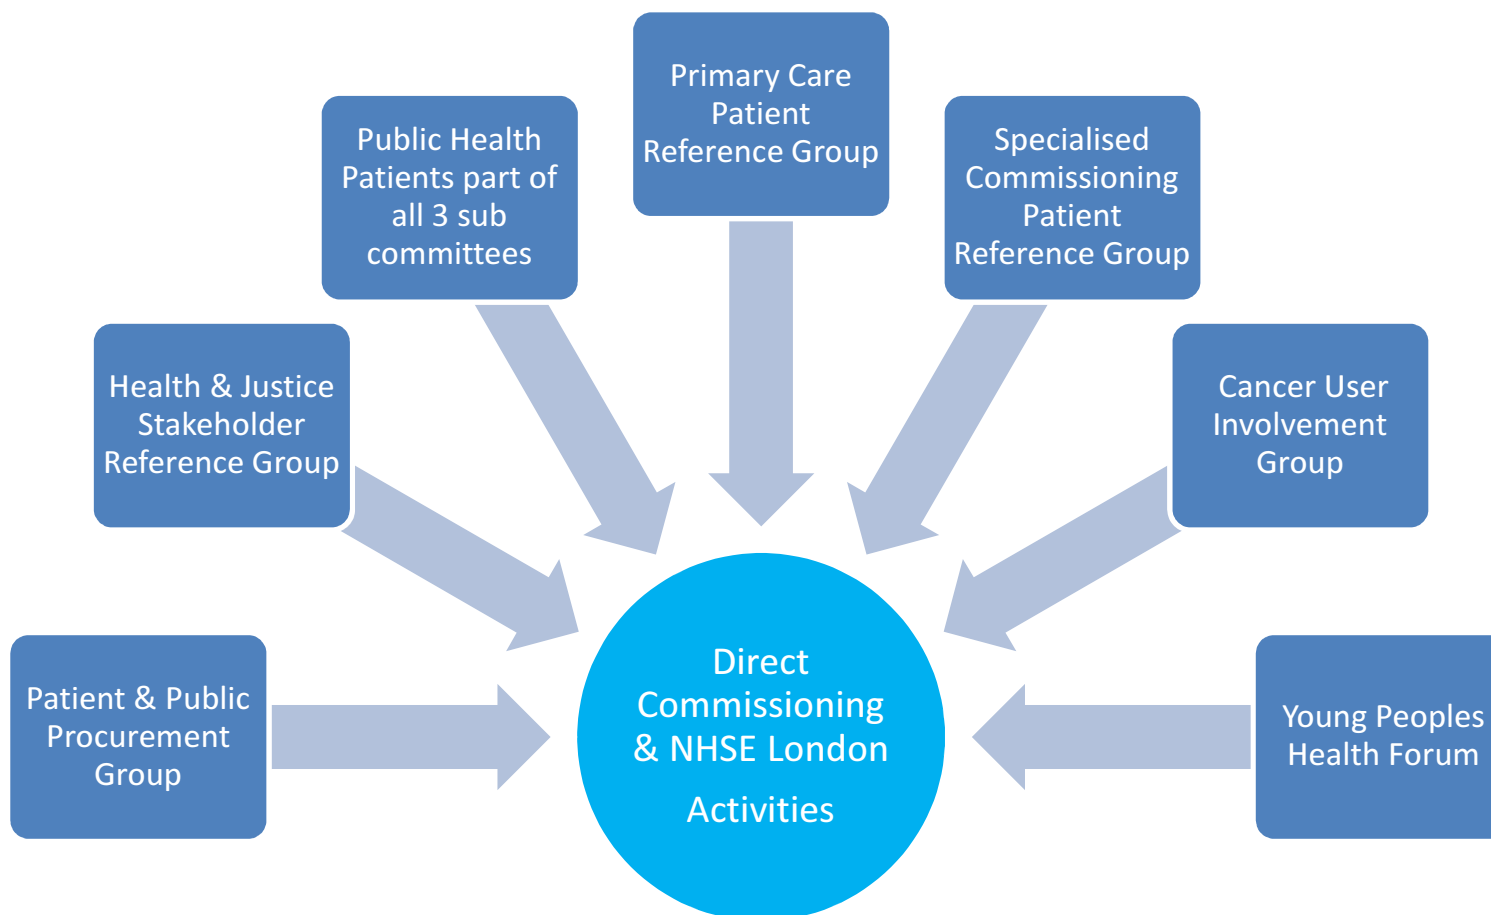 Primary Care
Patient
Reference Group
Public Health
Patients part of
all 3 sub
committees
Specialised
Commissioning
Patient
Reference Group
Health & Justice
Stakeholder
Reference Group
Cancer User
Involvement
Group
Patient & Public
Procurement
Group
Direct
Commissioning
& NHSE London
Activities
Young Peoples
Health Forum